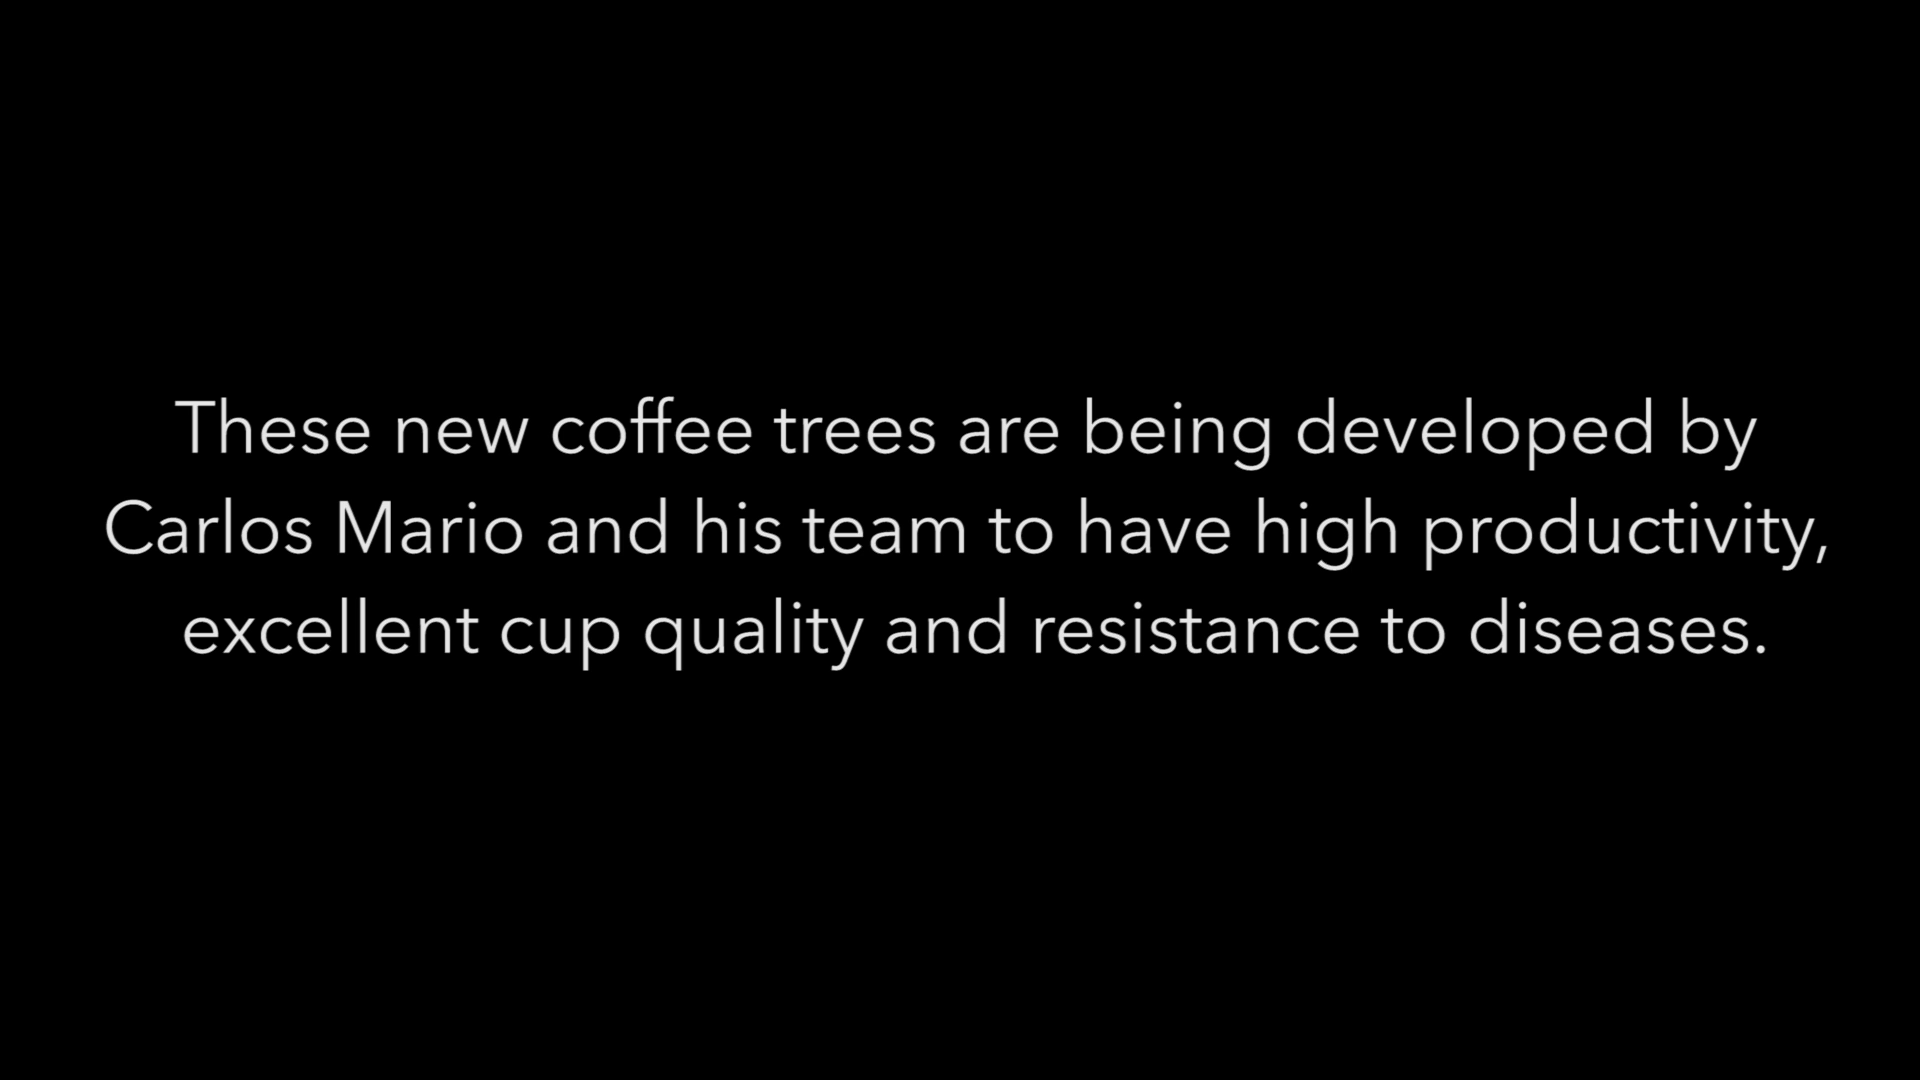 These new coffee trees are being developed by
Carlos Mario and his team to have high productivity,
excellent cup quality and resistance to diseases.